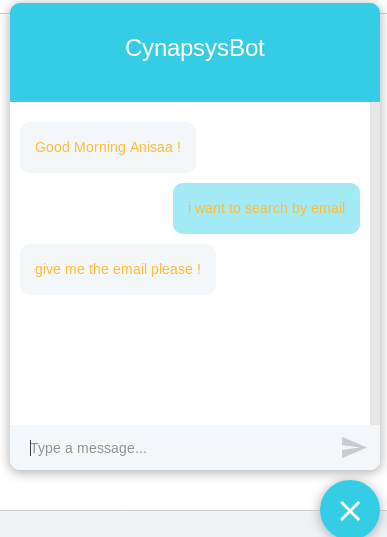 CynapsysBot
Good Morning Anisaa !
i want to search by email
give me the email please !
Type a message...